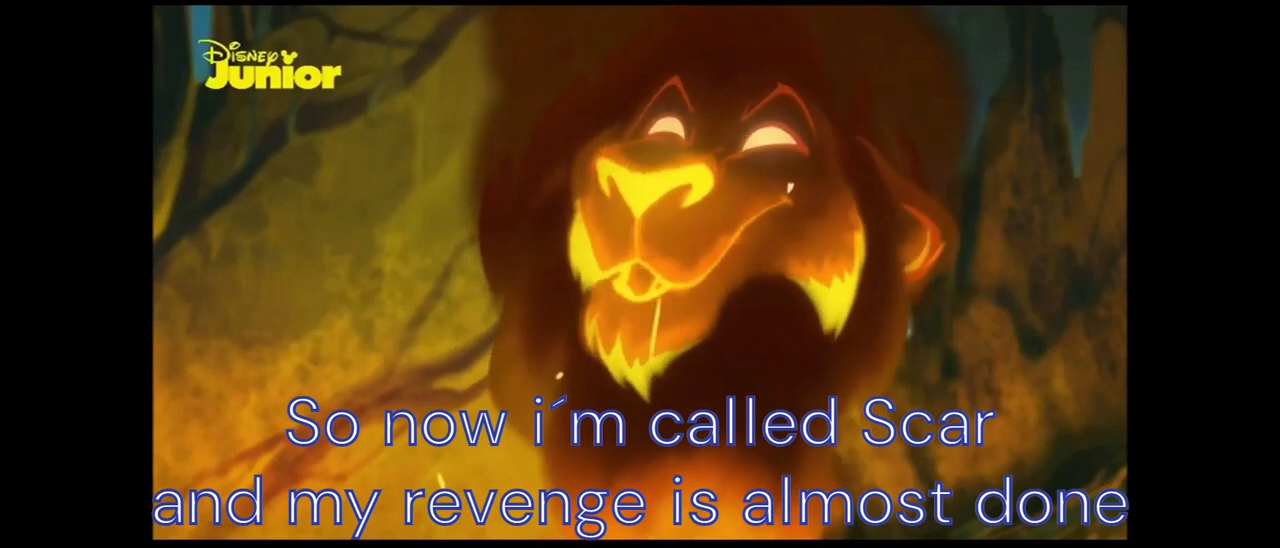 Disney
Junior
So now i´m called Scar
and my revenge is almost done